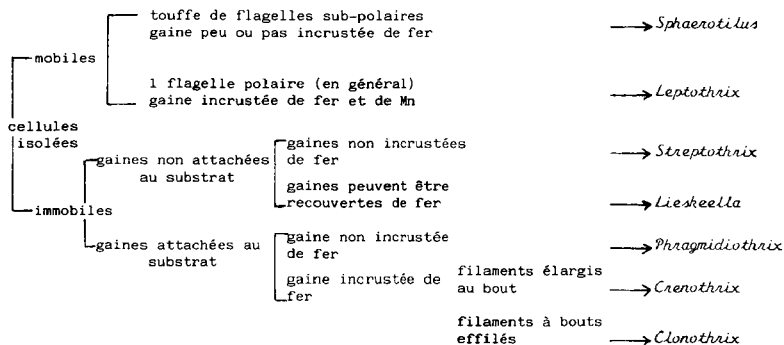 touffe de flagelles sub-polaires
gaine peu ou pas incrustée de fer
Sphaerotilus
mobiles
1 flagelle polaire (en général)
gaine incrustée de fer et de Mn
Leptothrix
cellules
isolées
gaines non attachées
au substrat
gaines non incrustées
de fer
Streptothrix
gaines peuvent être
recouvertes de fer
Lieskeella
immobiles
gaines attachées au
substrat
gaine non incrustée
de fer
Phragmidiothrix
gaine incrustée de
fer
filaments élargis
au bout
Crenothrix
filaments à bouts
effilés
Clonothrix